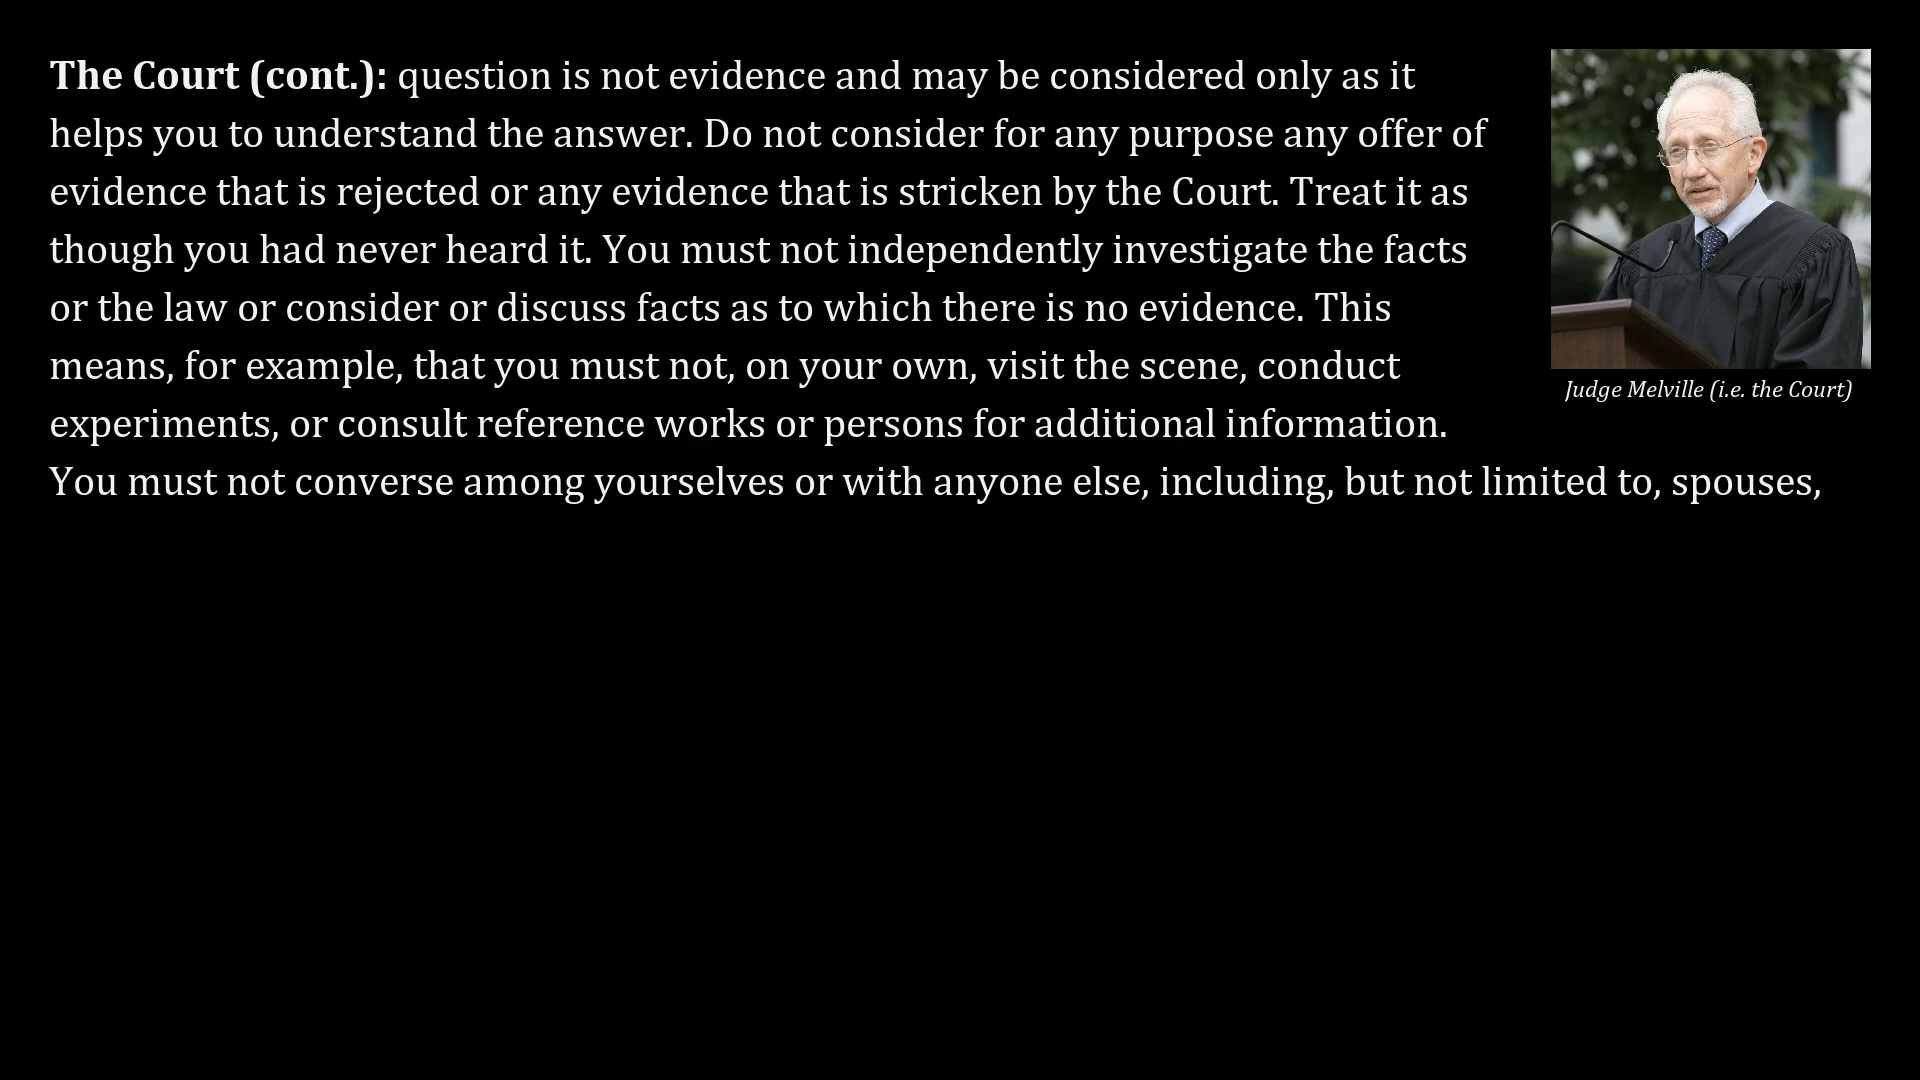 The Court (cont.): question is not evidence and may be considered only as it
helps you to understand the answer. Do not consider for any purpose any offer of
evidence that is rejected or any evidence that is stricken by the Court. Treat it as
though you had never heard it. You must not independently investigate the facts
or the law or consider or discuss facts as to which there is no evidence. This
means, for example, that you must not, on your own, visit the scene, conduct
experiments, or consult reference works or persons for additional information.
You must not converse among yourselves or with anyone else, including, but not limited to, spouses,
Judge Melville (i.e. the Court)